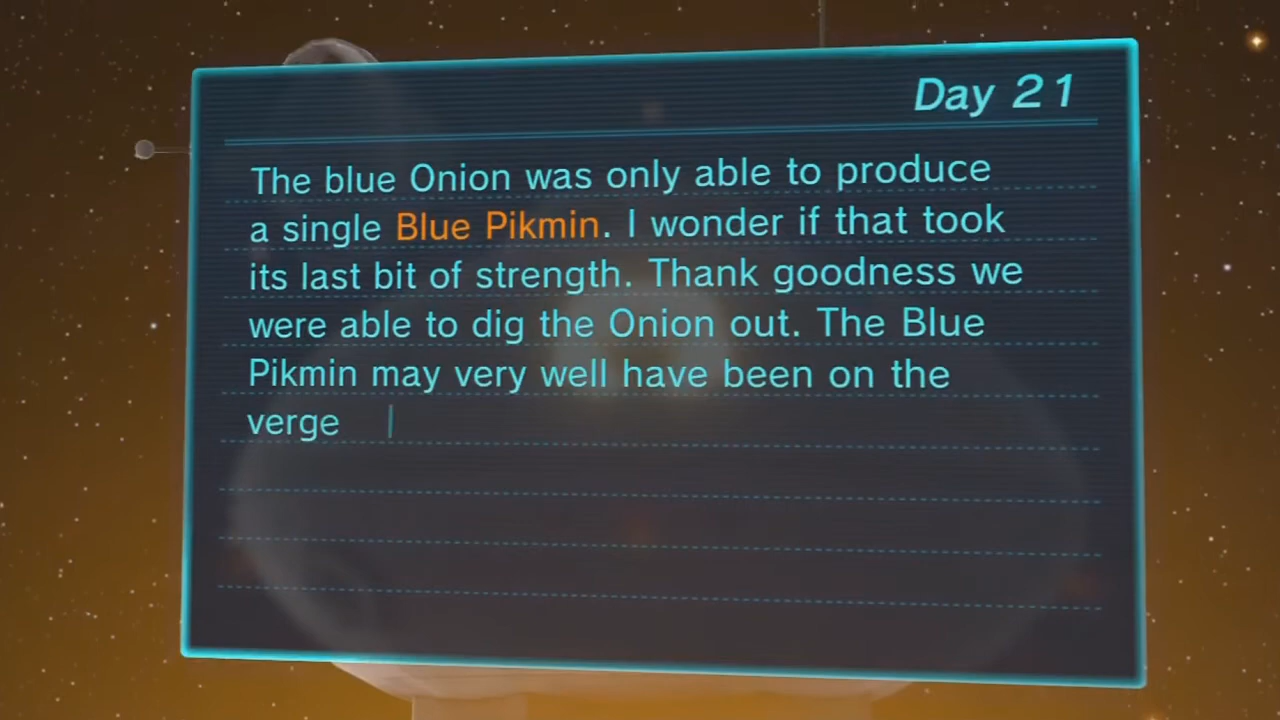 Day 21
The blue Onion was only able to produce
a single Blue Pikmin. I wonder if that took
its last bit of strength. Thank goodness we
were able to dig the Onion out. The Blue
Pikmin may very well have been on the
verge